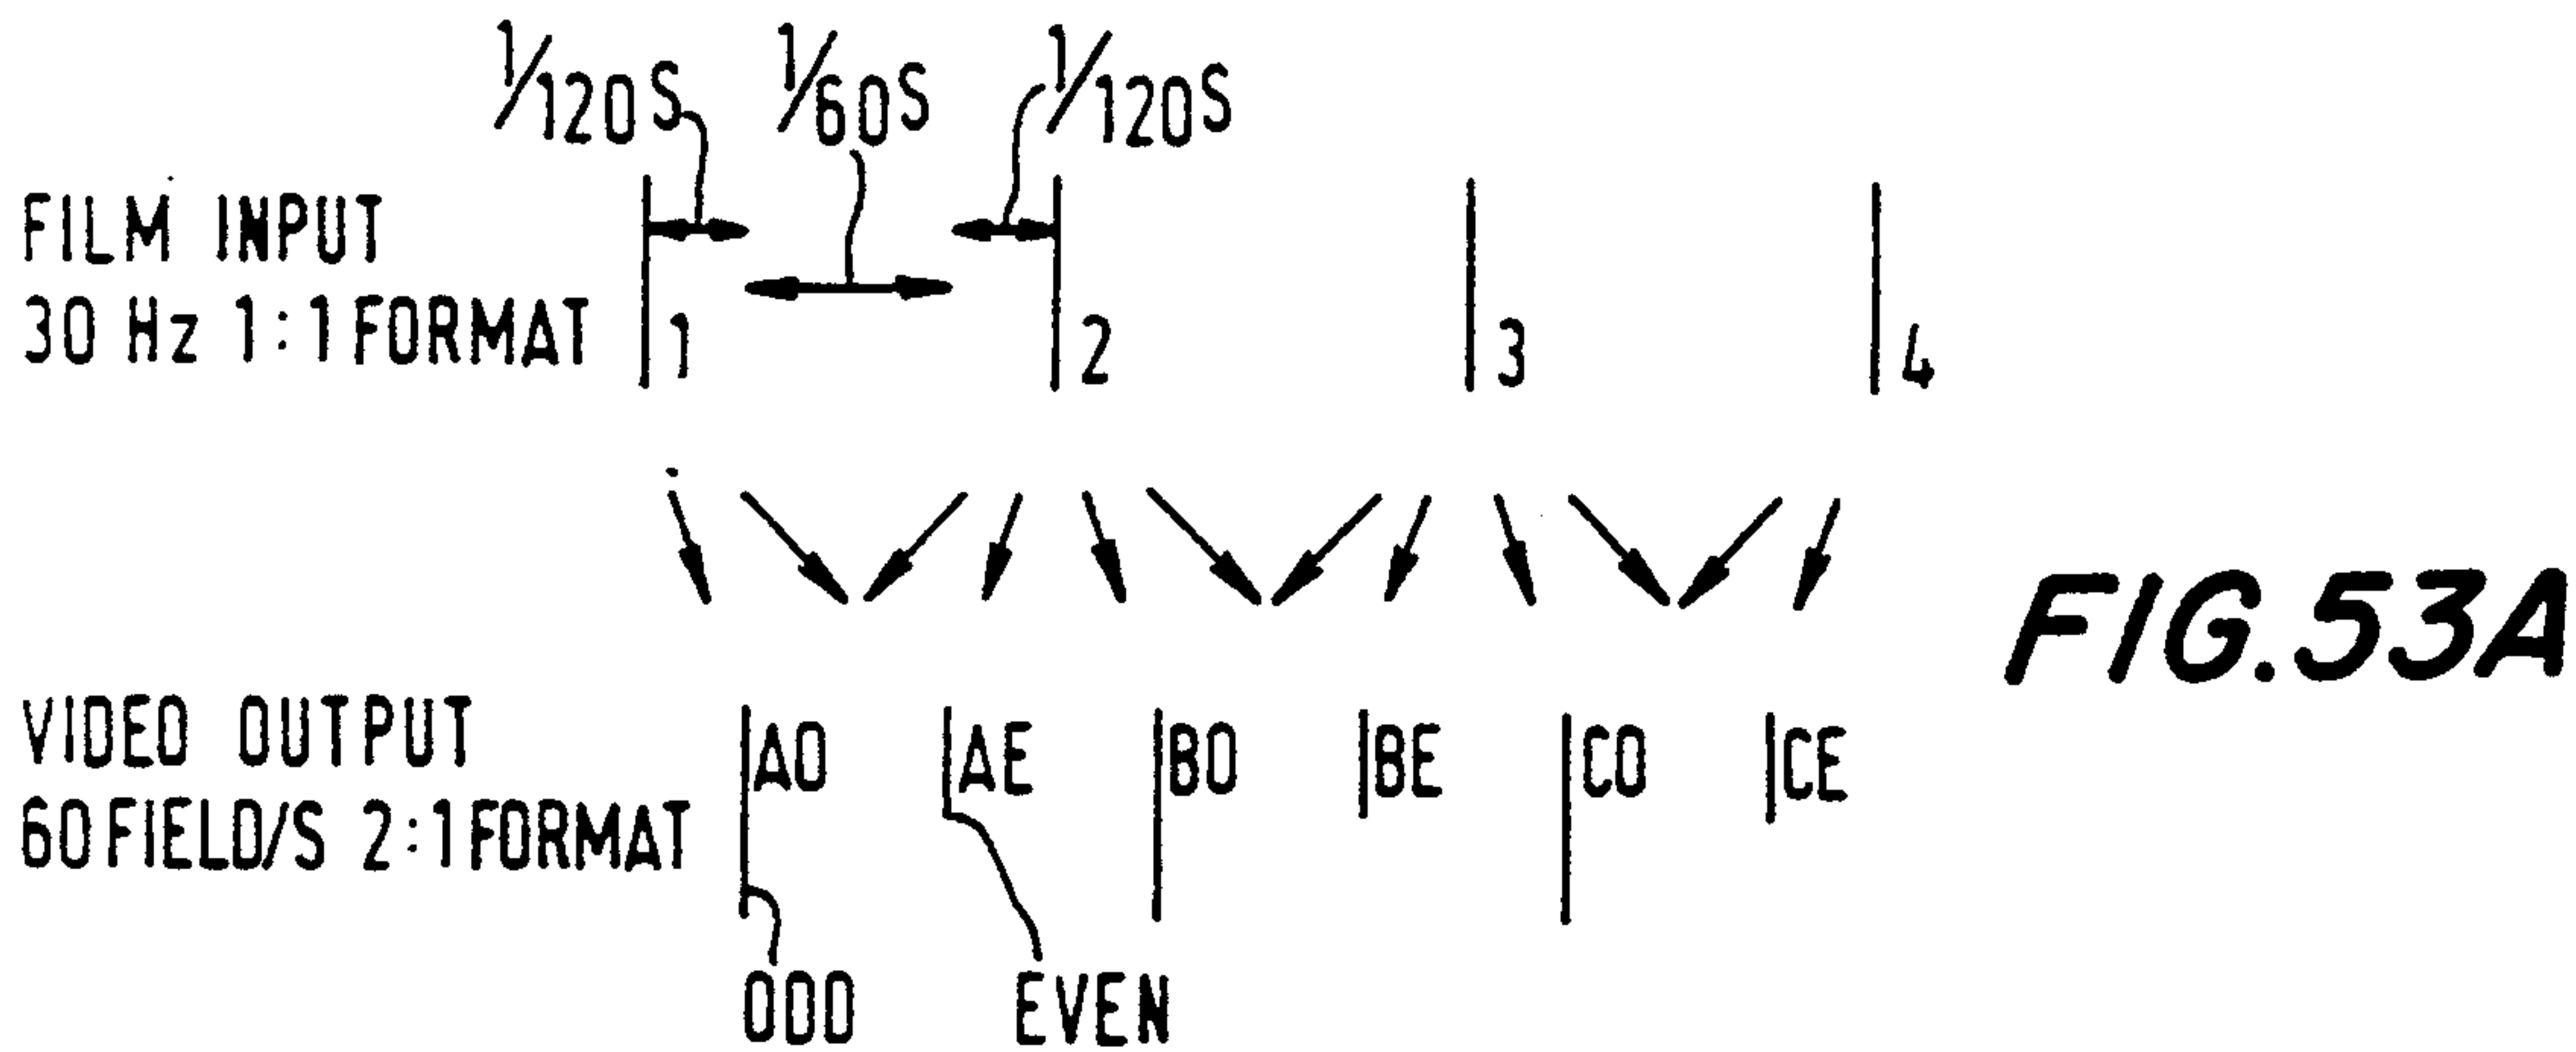 1/120S 1/60S 1/120S
FILM INPUT
30 Hz 1:1 FORMAT
1 2 3 4
FIG.53A
VIDEO OUTPUT
60 FIELD/S 2:1 FORMAT
AO AE BO BE CO CE
ODD EVEN